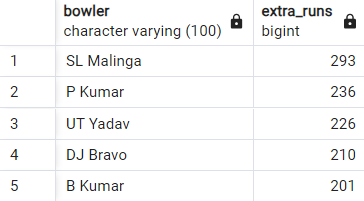 bowler extra_runs
character varying (100) bigint
1 SL Malinga 293
2 P Kumar 236
3 UT Yadav 226
4 DJ Bravo 210
5 B Kumar 201